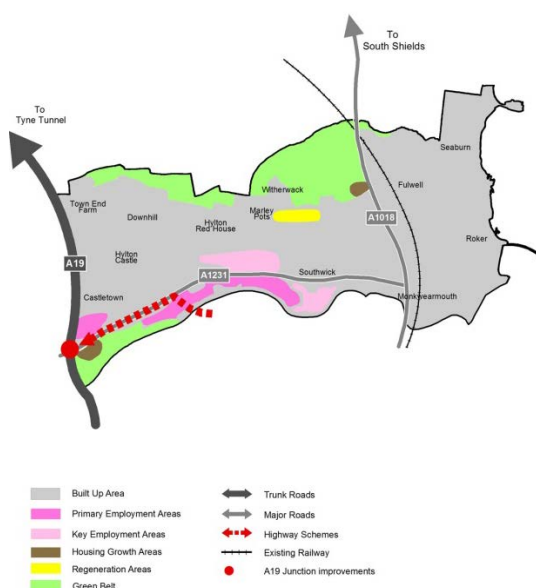 To
South Shields
To
Tyne Tunnel
Seaburn
Witherwack
Fulwell
Town End
Farm
Downhill
Hylton
Red House
Marley
Pots
A1018
Roker
Hylton
Castle
A19
A1231
Southwick
Castletown
Monkwearmouth
Built Up Area
Primary Employment Areas
Key Employment Areas
Housing Growth Areas
Regeneration Areas
Green Belt
Trunk Roads
Major Roads
Highway Schemes
Existing Railway
A19 Junction improvements